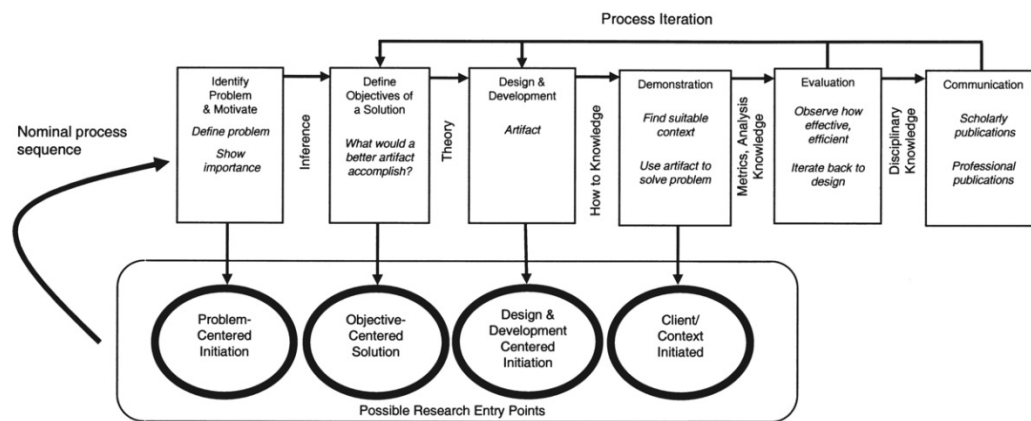 Process Iteration
Nominal process
sequence
Identify
Problem
& Motivate
Define problem
Show
importance
Inference
Define
Objectives of
a Solution
What would a
better artifact
accomplish?
Theory
Design &
Development
Artifact
How to Knowledge
Demonstration
Find suitable
context
Use artifact to
solve problem
Metrics, Analysis
Knowledge
Evaluation
Observe how
effective,
efficient
Iterate back to
design
Disciplinary
Knowledge
Communication
Scholarly
publications
Professional
publications
Problem-
Centered
Initiation
Objective-
Centered
Solution
Design &
Development
Centered
Initiation
Client/
Context
Initiated
Possible Research Entry Points